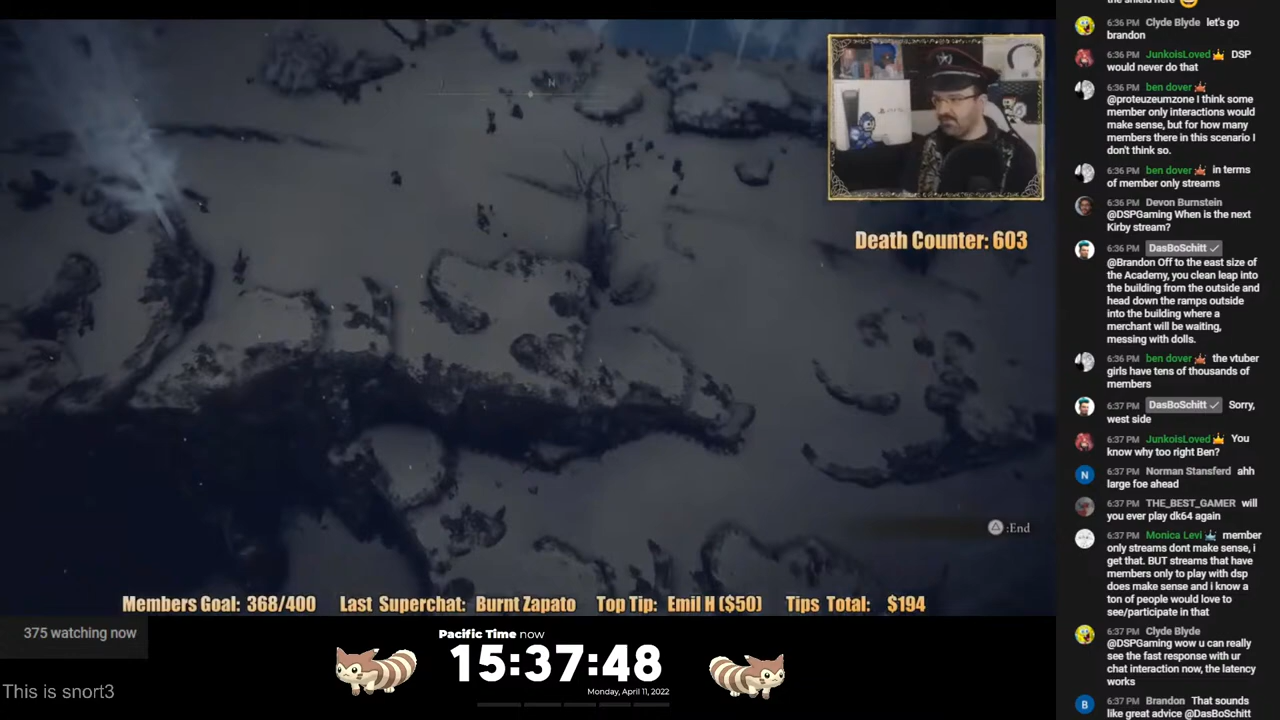 N
Death Counter: 603
:End
Members Goal: 368/400 Last Superchat: Burnt Zapato Top Tip: Emil H ($50) Tips Total: $194
375 watching now
This is snort3
Pacific Time now
15:37:48
Monday, April 11, 2022
the shield here
6:36 PM Clyde Blyde let's go
brandon
6:36 PM JunkoisLoved DSP
would never do that
6:36 PM ben dover
@proteuzeumzone I think some
member only interactions would
make sense, but for how many
members there in this scenario I
don't think so.
6:36 PM ben dover in terms
of member only streams
6:36 PM Devon Burnstein
@DSPGaming When is the next
Kirby stream?
6:36 PM DasBoSchitt
@Brandon Off to the east size of
the Academy, you clean leap into
the building from the outside and
head down the ramps outside
into the building where a
merchant will be waiting,
messing with dolls.
6:36 PM ben dover the vtuber
girls have tens of thousands of
members
6:37 PM DasBoSchitt Sorry,
west side
6:37 PM JunkoisLoved You
know why too right Ben?
N
6:37 PM Norman Stansferd ahh
large foe ahead
6:37 PM THE_BEST_GAMER will
you ever play dk64 again
6:37 PM Monica Levi member
only streams dont make sense, i
get that. BUT streams that have
members only to play with dsp
does make sense and i know a
ton of people would love to
see/participate in that
6:37 PM Clyde Blyde
@DSPGaming wow u can really
see the fast response with ur
chat interaction now, the latency
works
B
6:37 PM Brandon That sounds
like great advice @DasBoSchitt